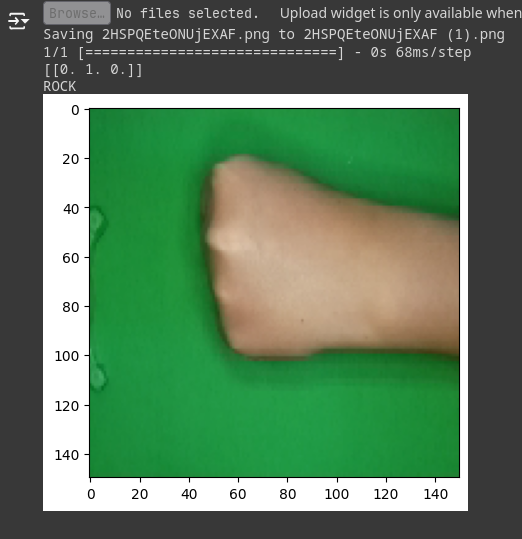 Browse… No files selected. Upload widget is only available when
Saving 2HSPQEteONUjEXAF.png to 2HSPQEteONUjEXAF (1).png
1/1 [==============================] - 0s 68ms/step
[[0. 1. 0.]]
ROCK
0
20
40
60
80
100
120
140
0 20 40 60 80 100 120 140